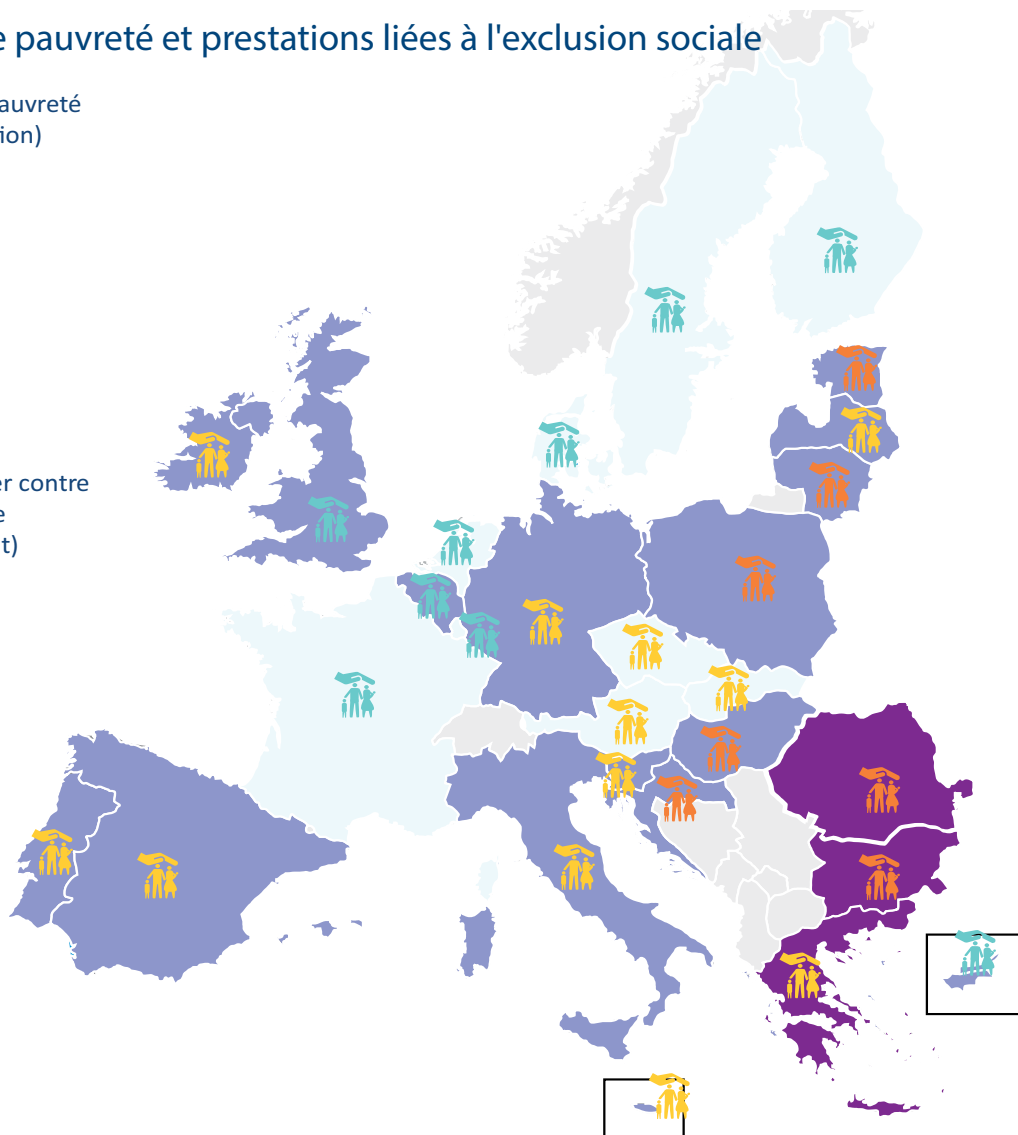 e pauvreté et prestations liées à l'exclusion sociale
auvreté
ion)
er contre
e
t)